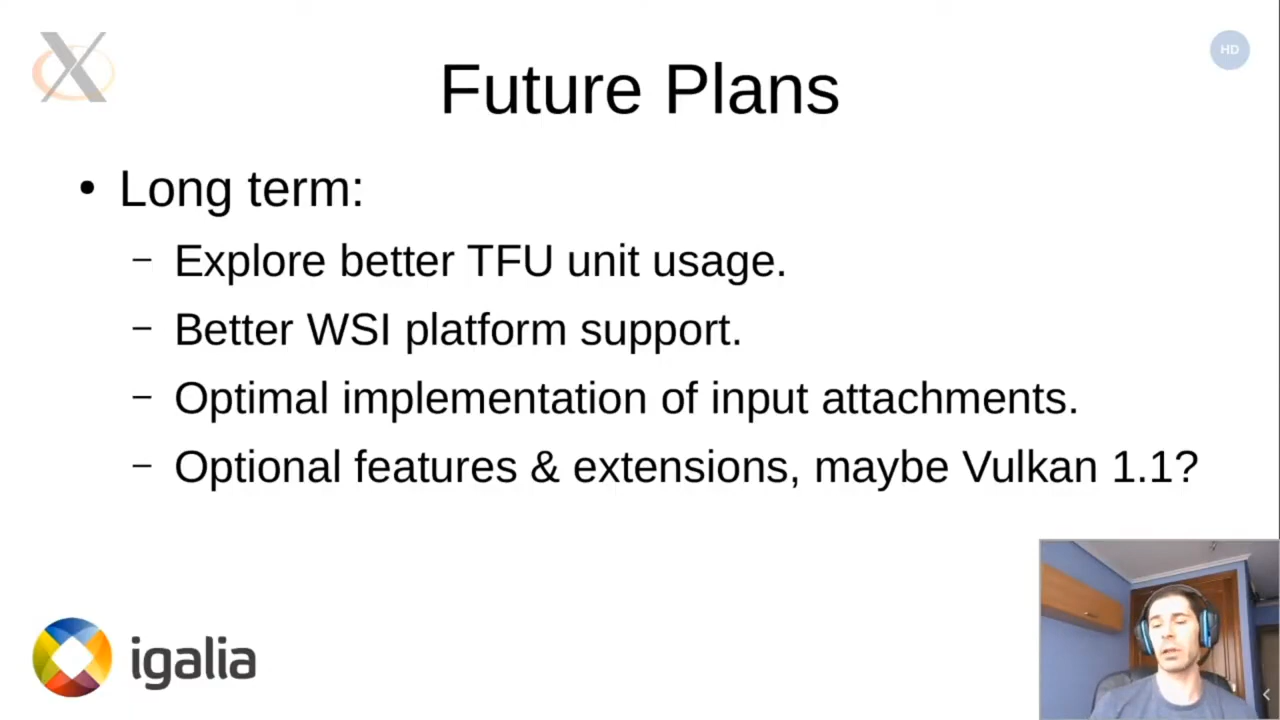 HD
Future Plans
Long term:
Explore better TFU unit usage.
Better WSI platform support.
Optimal implementation of input attachments.
Optional features & extensions, maybe Vulkan 1.1?
igalia